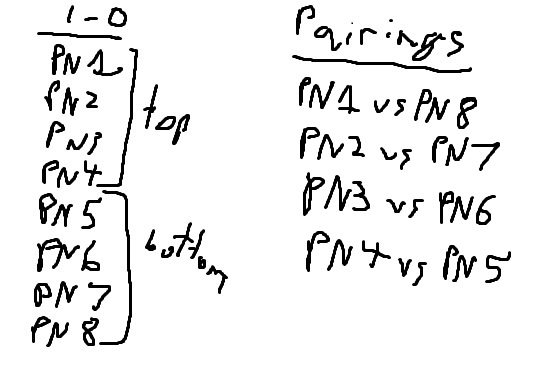 1-0
PN1
PN2
PN3
PN4
top
PN5
PN6
PN7
PN8
bottom
Pairings
PN1 vs PN8
PN2 vs PN7
PN3 vs PN6
PN4 vs PN5